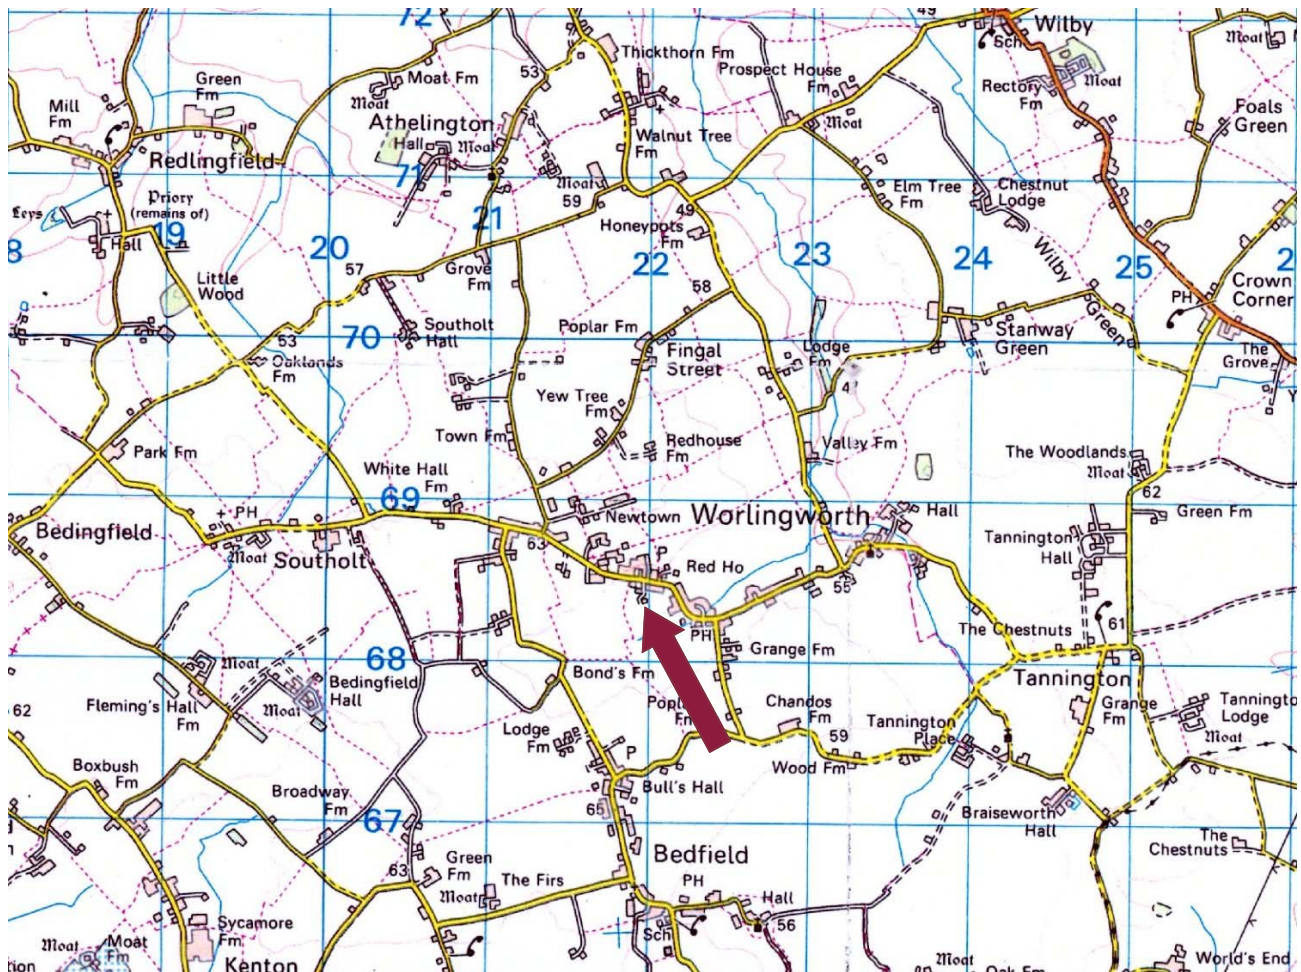 72
49
Wilby
Sch
Moat
Thickthorn Fm
53
Moat Fm
Moat
Green
Fm
Mill
Fm
Prospect House
Fm
Moat
Rectory
Fm
Moat
Foals
Green
Athelington
Hall
Moat
Walnut Tree
Fm
Redlingfield
71
Moat
59
Elm Tree
Fm
Chestnut
Lodge
Leys
Priory
(remains of)
Hall
19
21
49
Honeypots
Fm
Wilby
Green
8
20
22
23
24
25
2
Little
Wood
57
Grove
Fm
58
PH
Crown
Corner
53
70
Southolt
Hall
Poplar Fm
Fingal
Street
Lodge
Fm
Stanway
Green
The
Grove
Oaklands
Fm
4
Y
Yew Tree
Fm
Park Fm
Town Fm
Redhouse
Fm
Valley Fm
The Woodlands
Moat
White Hall
Fm
69
62
PH
Newtown
Worlingworth
Hall
Green Fm
Bedingfield
Moat
Southolt
63
P
Red Ho
Tannington
Hall
55
The Chestnuts
61
PH
Grange Fm
68
Moat
Bedingfield
Hall
Bond's Fm
Tannington
Fleming's Hall
Fm
Moat
62
Chandos
Fm
Tannington
Place
Grange
Fm
Tanningto
Lodge
Moat
Lodge
Fm
P
59
Wood Fm
Boxbush
Fm
Broadway
Fm
Bull's Hall
65
67
Braiseworth
Hall
The
Chestnuts
Bedfield
63
Green
Fm
Moat
The Firs
PH
Hall
56
Sch
Sycamore
Fm
Moat
Moat
Fm
Kenton
Moat
Oak Fm
World's End